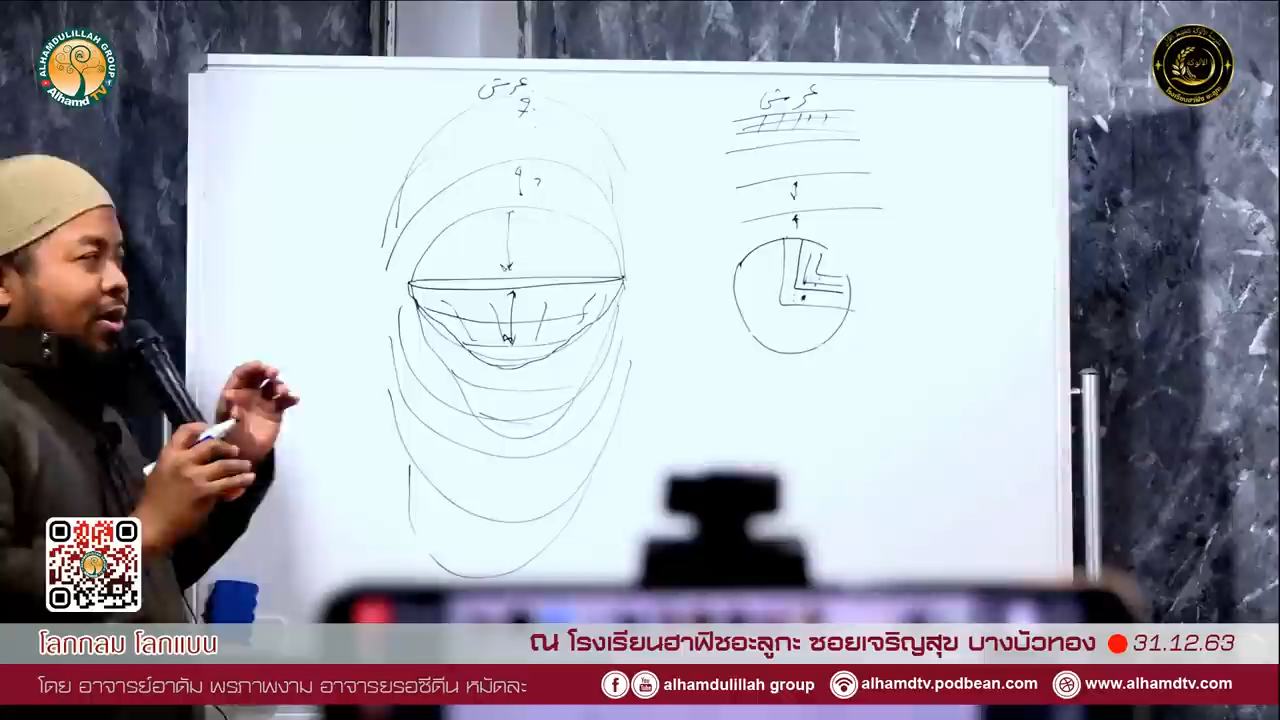 ALHAMDULILLAH GROUP
Alhamd TV
عرش
عرش
โลกกลม โลกแบน
ณ โรงเรียนฮาฟิซอะลูกะ ซอยเจริญสุข บางบัวทอง 31.12.63
โดย อาจารย์อาดัม พรภาพงาม อาจารยรอซีดีน หมัดละ
alhamdulillah group alhamdtv.podbean.com www.alhamdtv.com